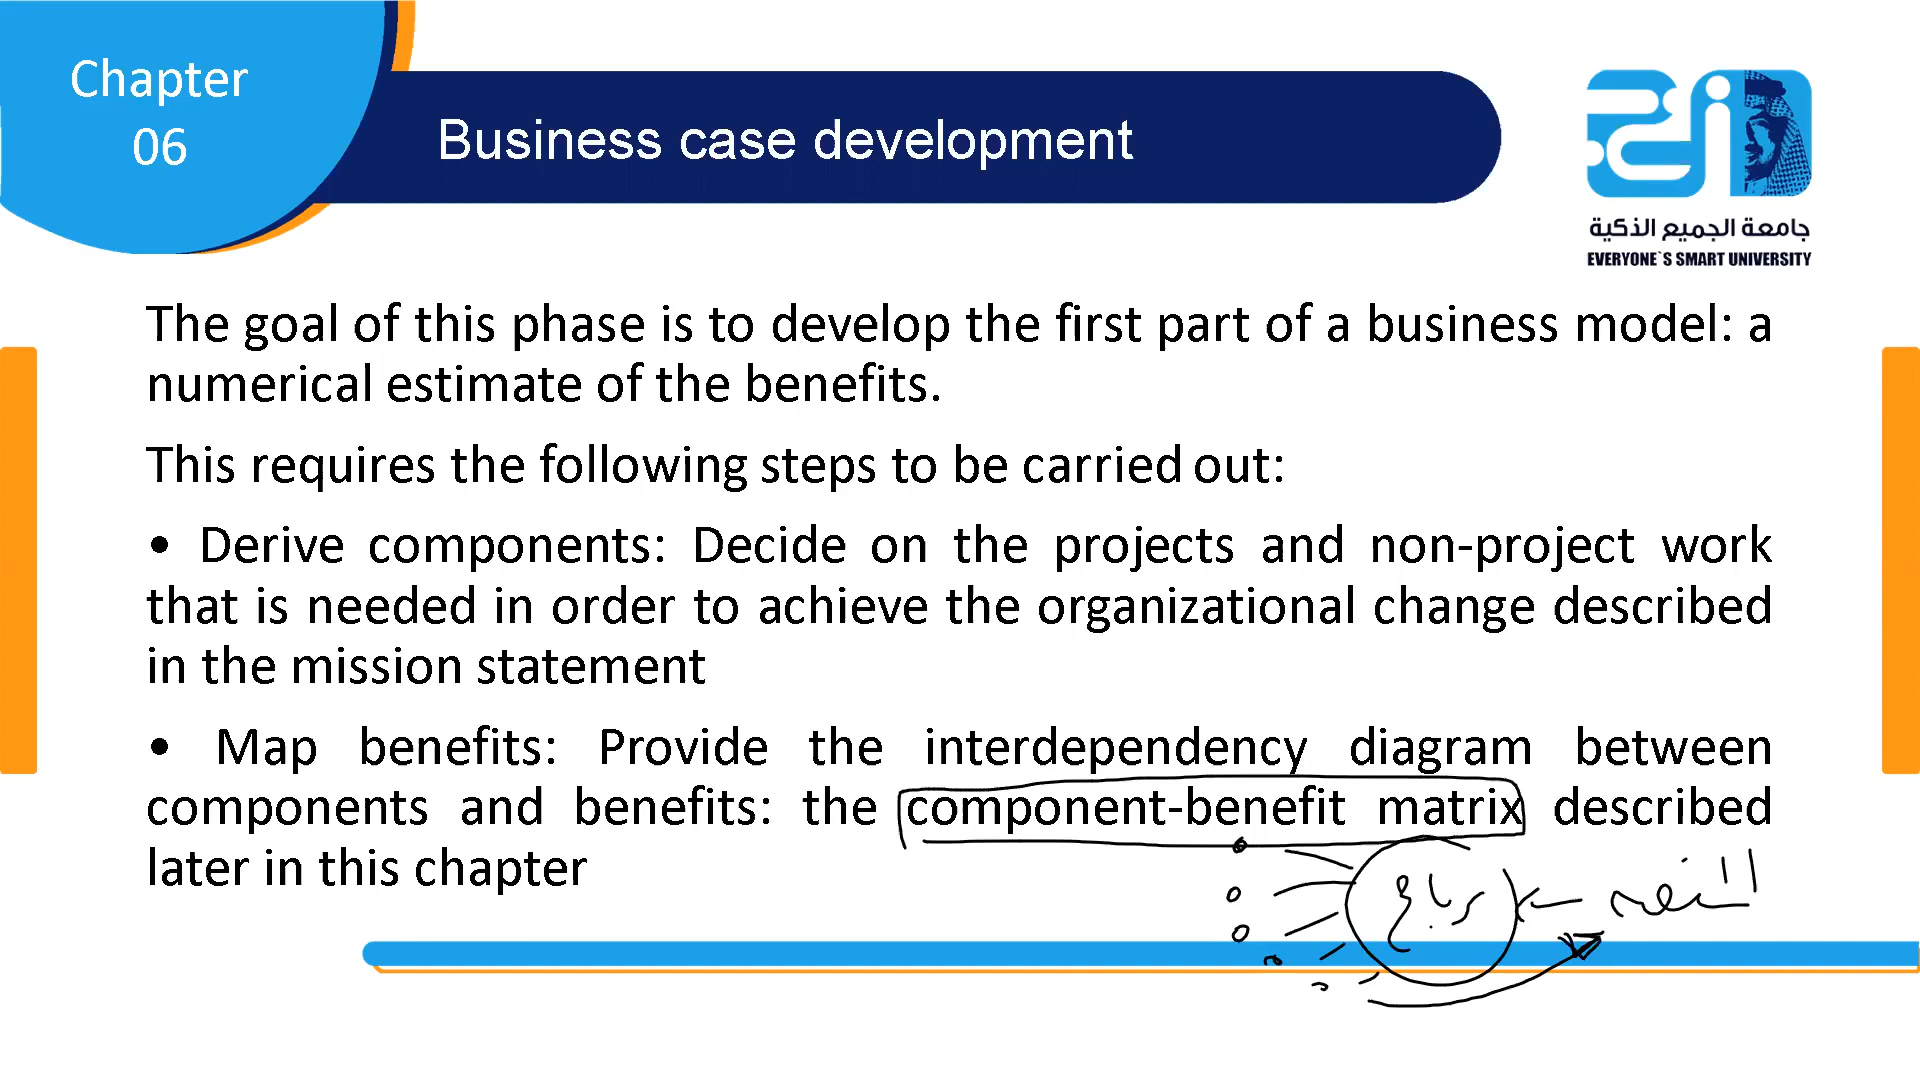 Chapter
06
Business case development
جامعة الجميع الذكية
EVERYONE`S SMART UNIVERSITY
The goal of this phase is to develop the first part of a business model: a
numerical estimate of the benefits.
This requires the following steps to be carried out:
• Derive components: Decide on the projects and non-project work
that is needed in order to achieve the organizational change described
in the mission statement
• Map benefits: Provide the interdependency diagram between
components and benefits: the component-benefit matrix described
later in this chapter